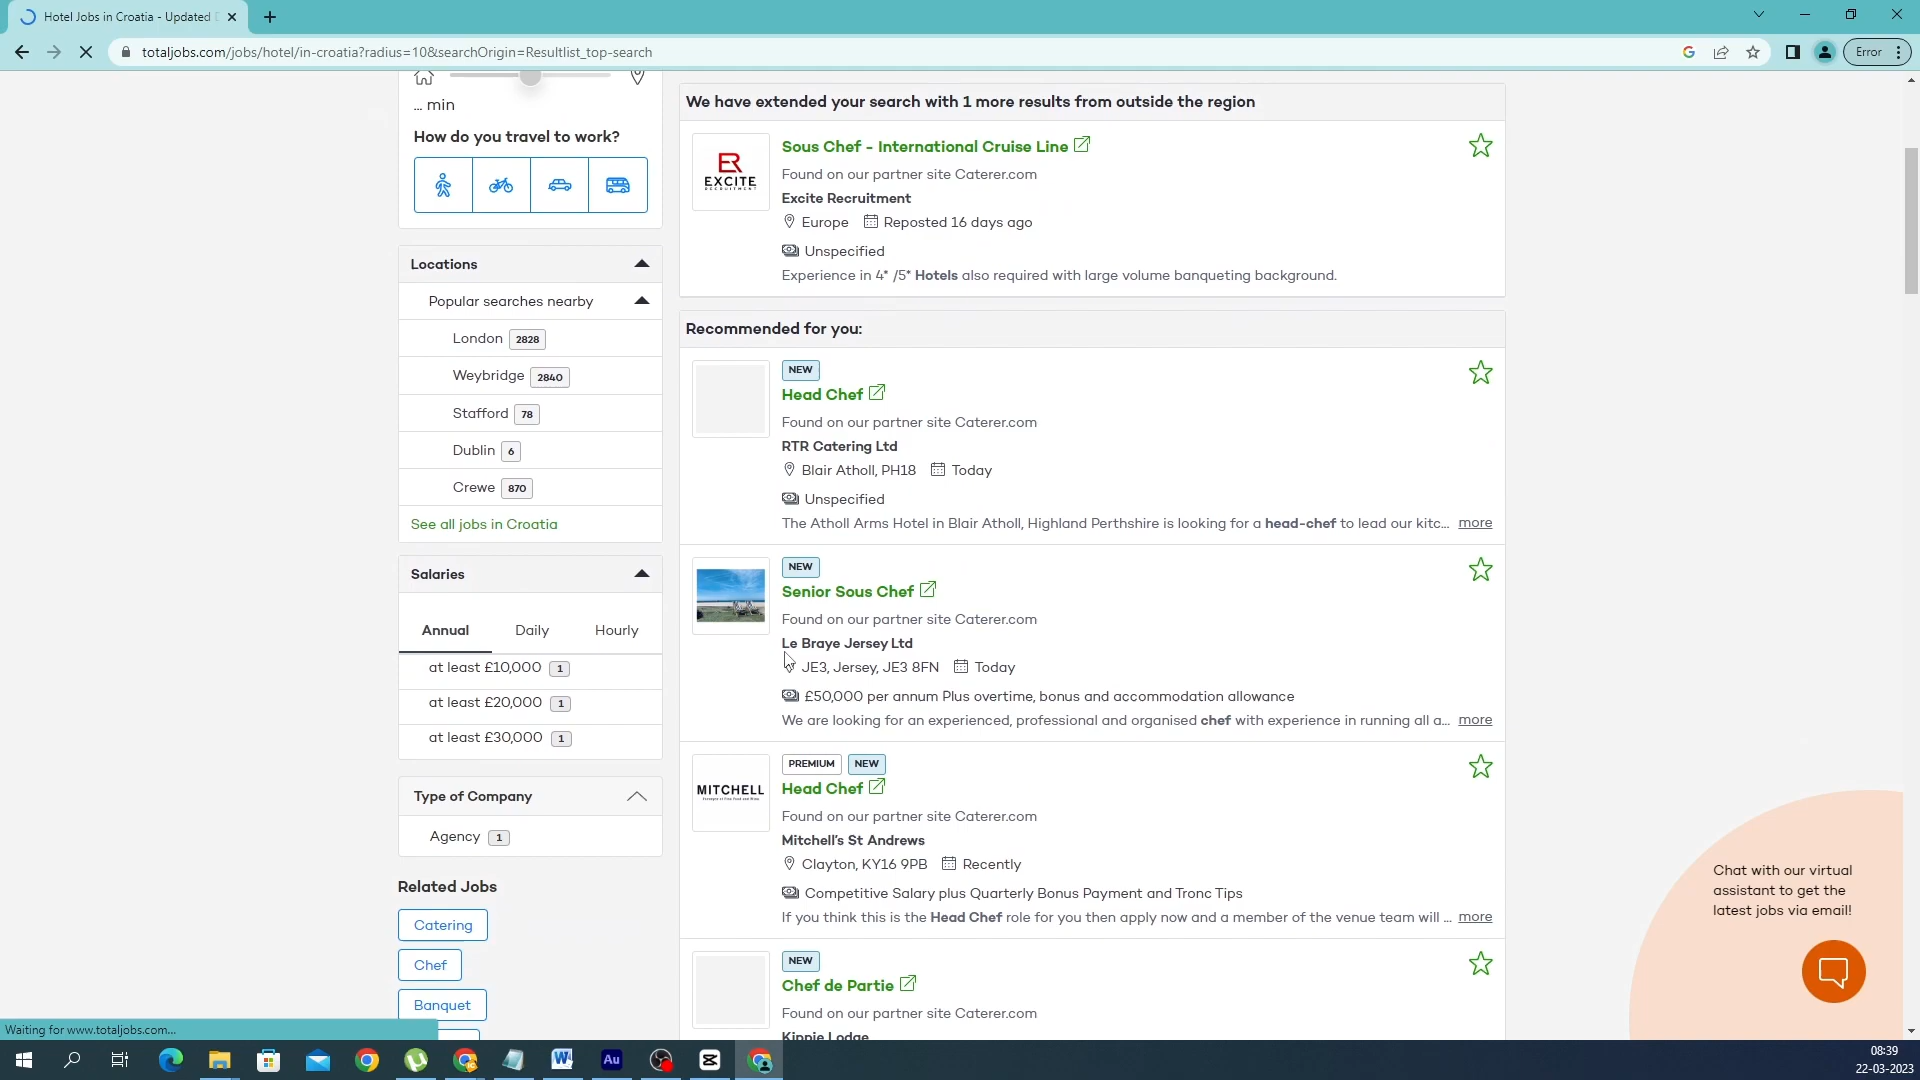 Hotel Jobs in Croatia - Updated D
totaljobs.com/jobs/hotel/in-croatia?radius=10&searchOrigin=Resultlist_top-search
Error
... min
How do you travel to work?
Locations
Popular searches nearby
London 2828
Weybridge 2840
Stafford 78
Dublin 6
Crewe 870
See all jobs in Croatia
Salaries
Annual Daily Hourly
at least £10,000 1
at least £20,000 1
at least £30,000 1
Type of Company
Agency 1
Related Jobs
Catering
Chef
Banquet
We have extended your search with 1 more results from outside the region
EXCITE
RECRUITMENT
Sous Chef - International Cruise Line
Found on our partner site Caterer.com
Excite Recruitment
Europe Reposted 16 days ago
Unspecified
Experience in 4* /5* Hotels also required with large volume banqueting background.
Recommended for you:
NEW
Head Chef
Found on our partner site Caterer.com
RTR Catering Ltd
Blair Atholl, PH18 Today
Unspecified
The Atholl Arms Hotel in Blair Atholl, Highland Perthshire is looking for a head-chef to lead our kitc... more
NEW
Senior Sous Chef
Found on our partner site Caterer.com
Le Braye Jersey Ltd
JE3, Jersey, JE3 8FN Today
£50,000 per annum Plus overtime, bonus and accommodation allowance
We are looking for an experienced, professional and organised chef with experience in running all a... more
MITCHELL
PREMIUM NEW
Head Chef
Found on our partner site Caterer.com
Mitchell's St Andrews
Clayton, KY16 9PB Recently
Competitive Salary plus Quarterly Bonus Payment and Tronc Tips
If you think this is the Head Chef role for you then apply now and a member of the venue team will ... more
NEW
Chef de Partie
Found on our partner site Caterer.com
Kippie Lodge
Chat with our virtual
assistant to get the
latest jobs via email!
Waiting for www.totaljobs.com...
08:39
22-03-2023